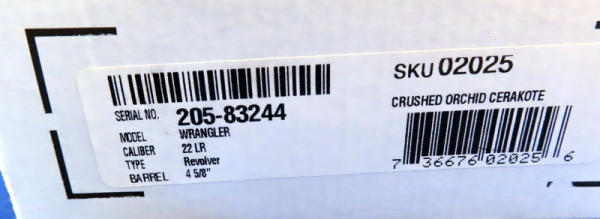 SKU 02025
SERIAL NO. 205-83244
MODEL WRANGLER
CALIBER 22 LR
TYPE Revolver
BARREL 4 5/8"
CRUSHED ORCHID CERAKOTE
7 36676 02025 6